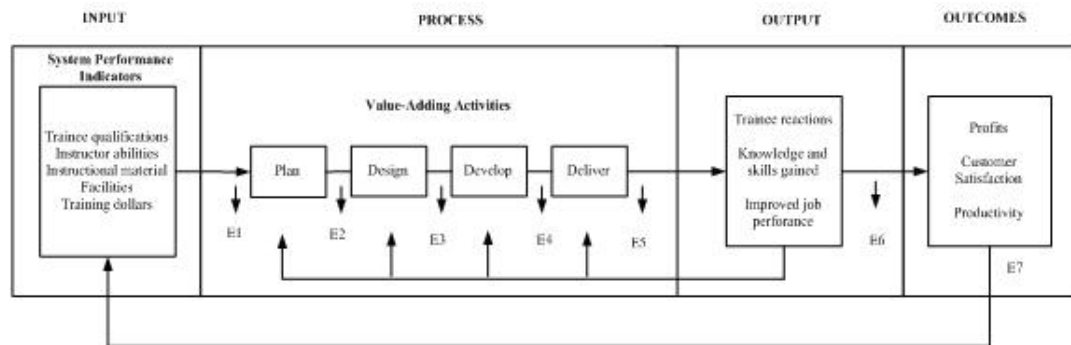 INPUT
PROCESS
OUTPUT
OUTCOMES
System Performance
Indicators
Trainee qualifications
Instructor abilities
Instructional material
Facilities
Training dollars
Value-Adding Activities
Plan
Design
Develop
Deliver
E1
E2
E3
E4
E5
Trainee reactions
Knowledge and
skills gained
Improved job
perforance
E6
Profits
Customer
Satisfaction
Productivity
E7